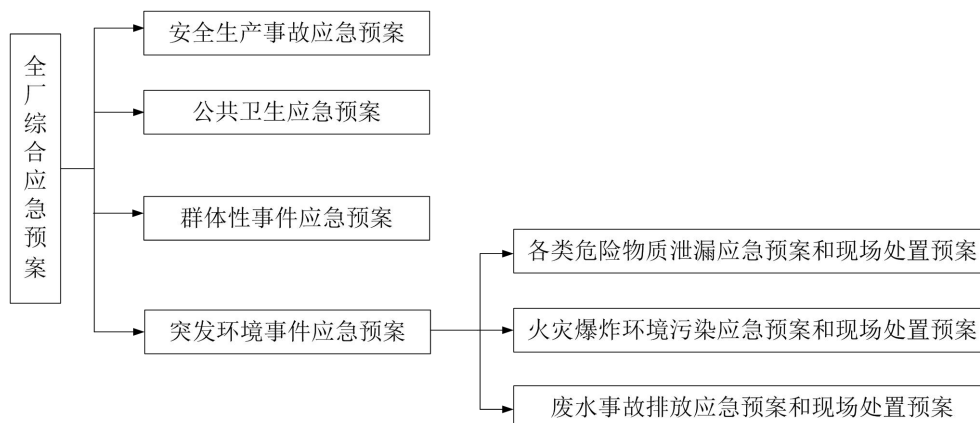 全厂综合应急预案
安全生产事故应急预案
公共卫生应急预案
群体性事件应急预案
突发环境事件应急预案
各类危险物质泄漏应急预案和现场处置预案
火灾爆炸环境污染应急预案和现场处置预案
废水事故排放应急预案和现场处置预案